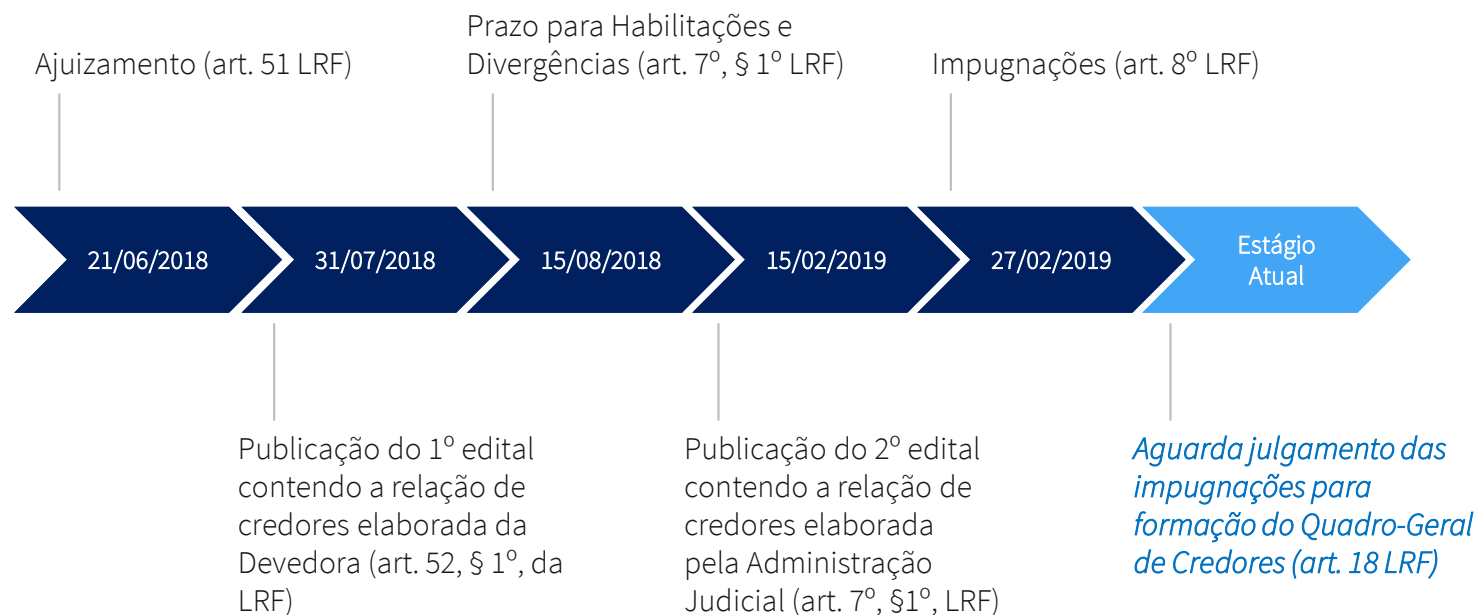 Ajuizamento (art. 51 LRF)
Prazo para Habilitações e
Divergências (art. 7º, § 1º LRF)
Impugnações (art. 8º LRF)
21/06/2018
31/07/2018
15/08/2018
15/02/2019
27/02/2019
Estágio
Atual
Publicação do 1º edital
contendo a relação de
credores elaborada da
Devedora (art. 52, § 1º, da
LRF)
Publicação do 2º edital
contendo a relação de
credores elaborada
pela Administração
Judicial (art. 7º, §1º, LRF)
Aguarda julgamento das
impugnações para
formação do Quadro-Geral
de Credores (art. 18 LRF)